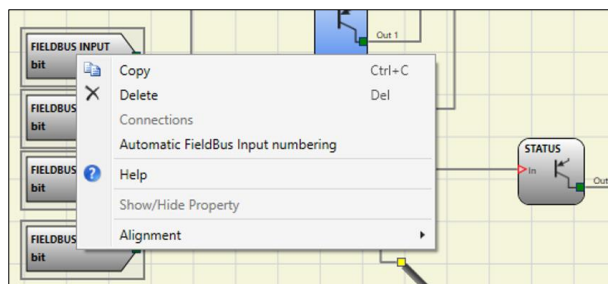 FIELDBUS INPUT
bit
Out 1
Copy Ctrl+C
Delete Del
Connections
Automatic FieldBus Input numbering
Help
Show/Hide Property
Alignment
FIELDBUS
bit
FIELDBUS
bit
FIELDBUS
bit
STATUS
In
Out